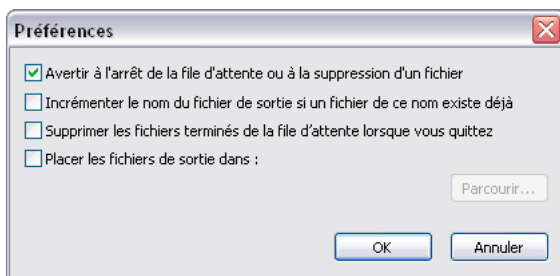 Préférences
Avertir à l'arrêt de la file d'attente ou à la suppression d'un fichier
Incrémenter le nom du fichier de sortie si un fichier de ce nom existe déjà
Supprimer les fichiers terminés de la file d'attente lorsque vous quittez
Placer les fichiers de sortie dans :
Parcourir...
OK
Annuler